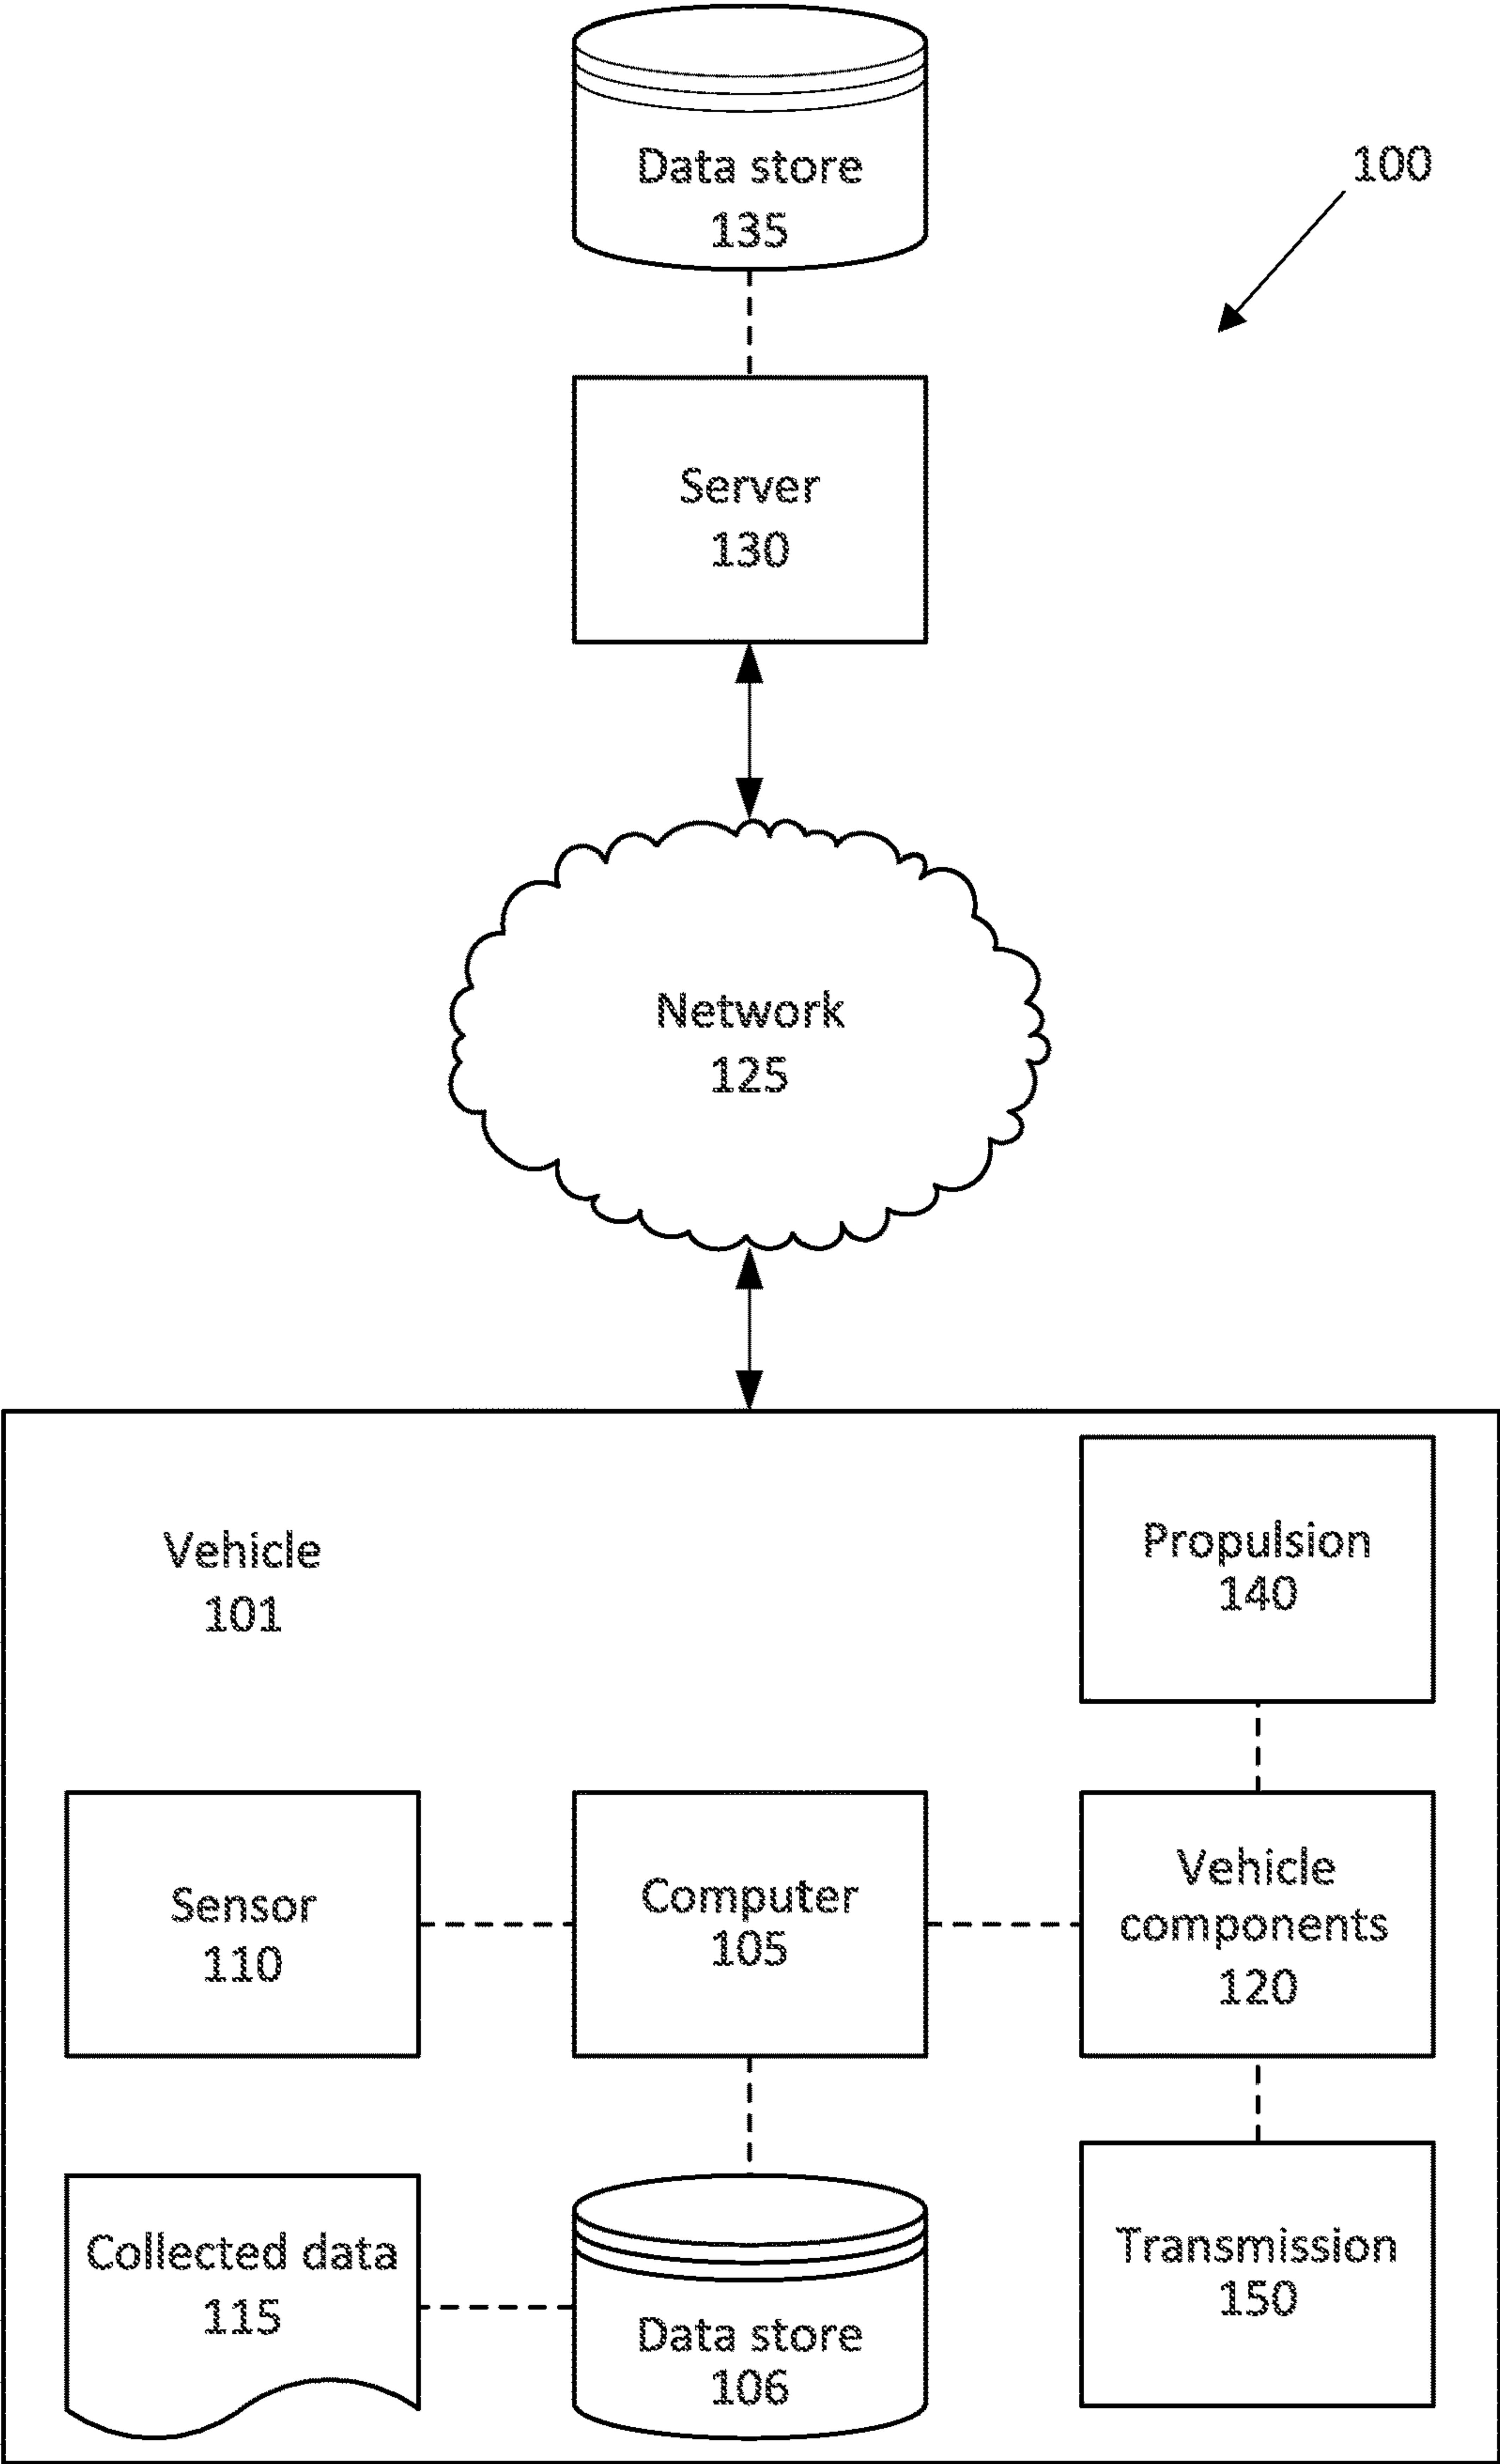 Data store
135
100
Server
130
Network
125
Vehicle
101
Propulsion
140
Sensor
110
Computer
105
Vehicle
components
120
Collected data
115
Data store
106
Transmission
150